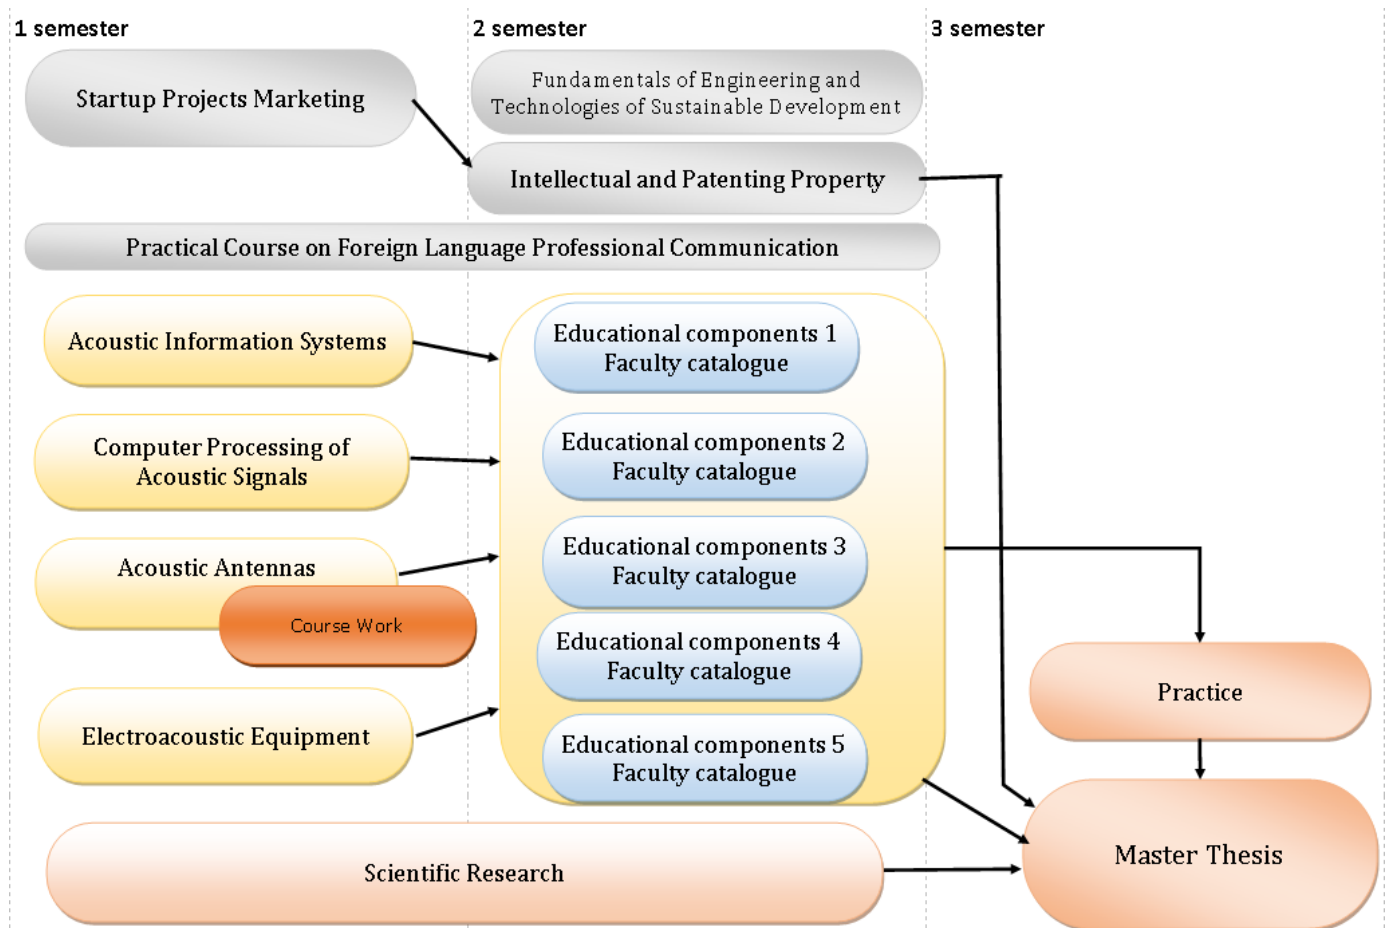 1 semester
2 semester
3 semester
Startup Projects Marketing
Fundamentals of Engineering and
Technologies of Sustainable Development
Intellectual and Patenting Property
Practical Course on Foreign Language Professional Communication
Acoustic Information Systems
Educational components 1
Faculty catalogue
Computer Processing of
Acoustic Signals
Educational components 2
Faculty catalogue
Acoustic Antennas
Course Work
Educational components 3
Faculty catalogue
Educational components 4
Faculty catalogue
Electroacoustic Equipment
Educational components 5
Faculty catalogue
Practice
Scientific Research
Master Thesis